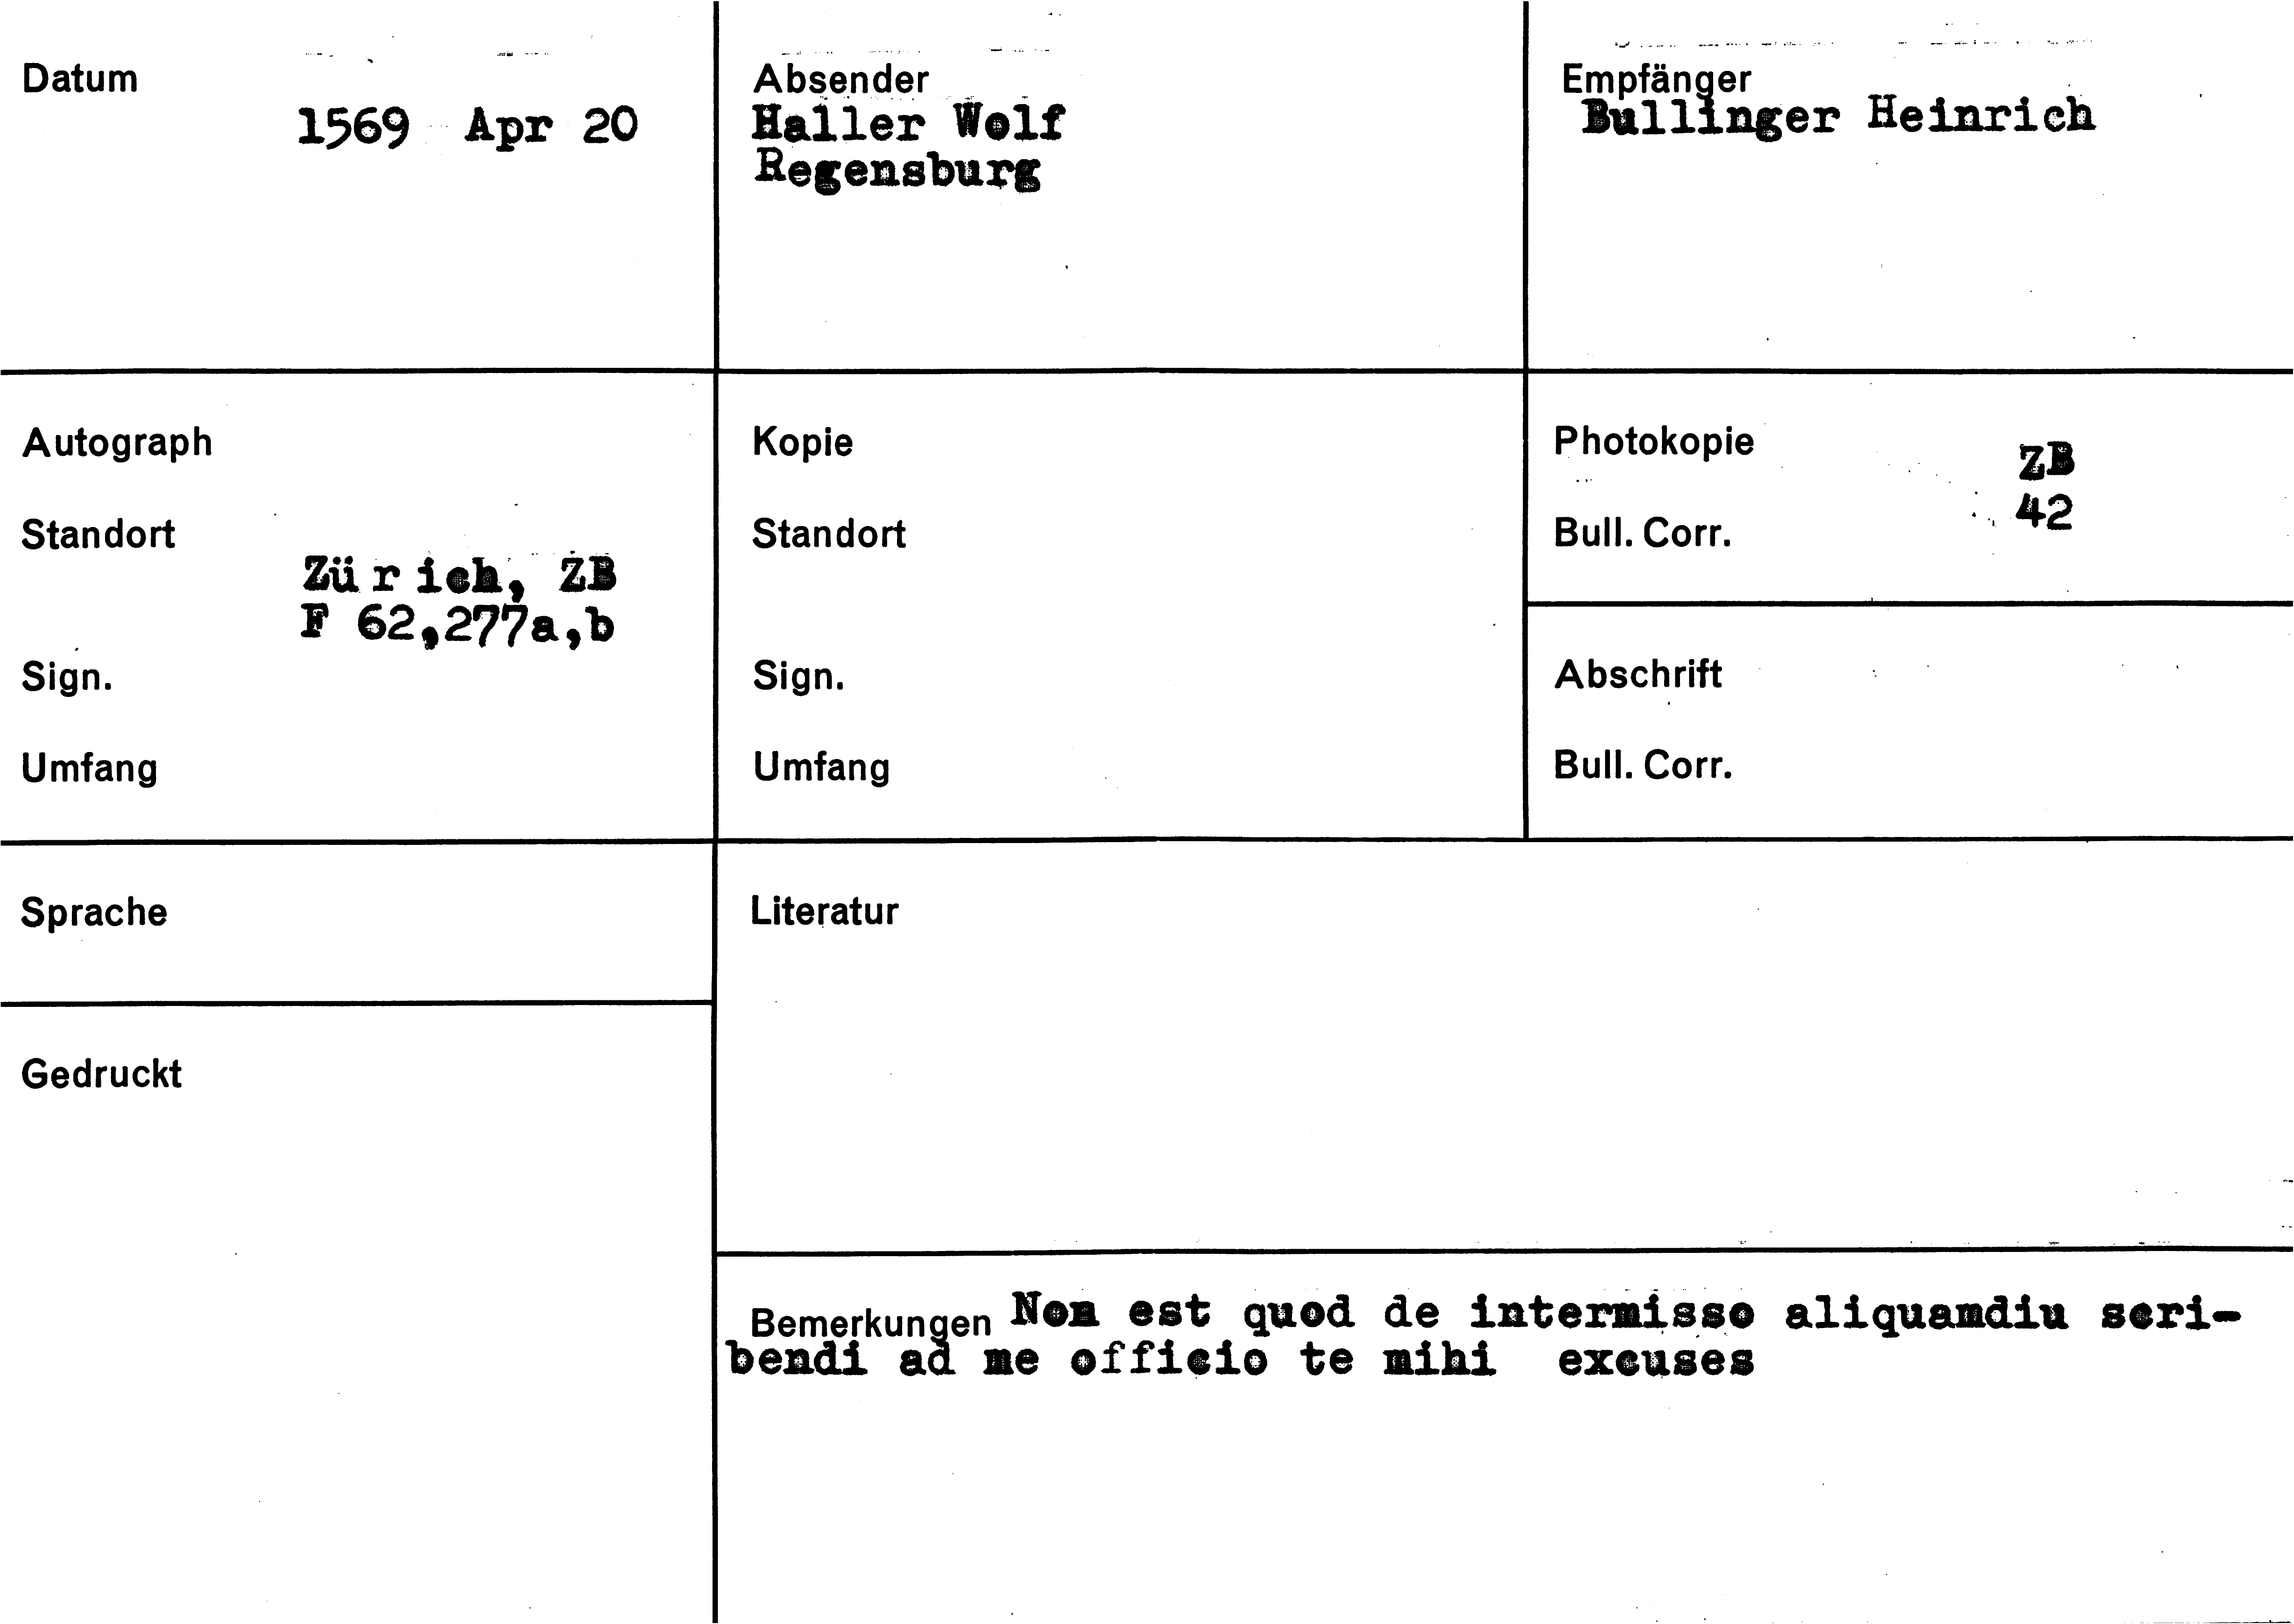 Datum
1569 Apr 20
Absender
Haller Wolf
Regensburg
Empfänger
Bullinger Heinrich
Autograph
Standort
Zürich, ZB
F 62,277a,b
Sign.
Umfang
Kopie
Standort
Sign.
Umfang
Photokopie
ZB
42
Bull. Corr.
Abschrift
Bull. Corr.
Sprache
Literatur
Gedruckt
Bemerkungen Non est quod de intermisso aliquamdiu scri-
bendi ad me officio te mihi excuses